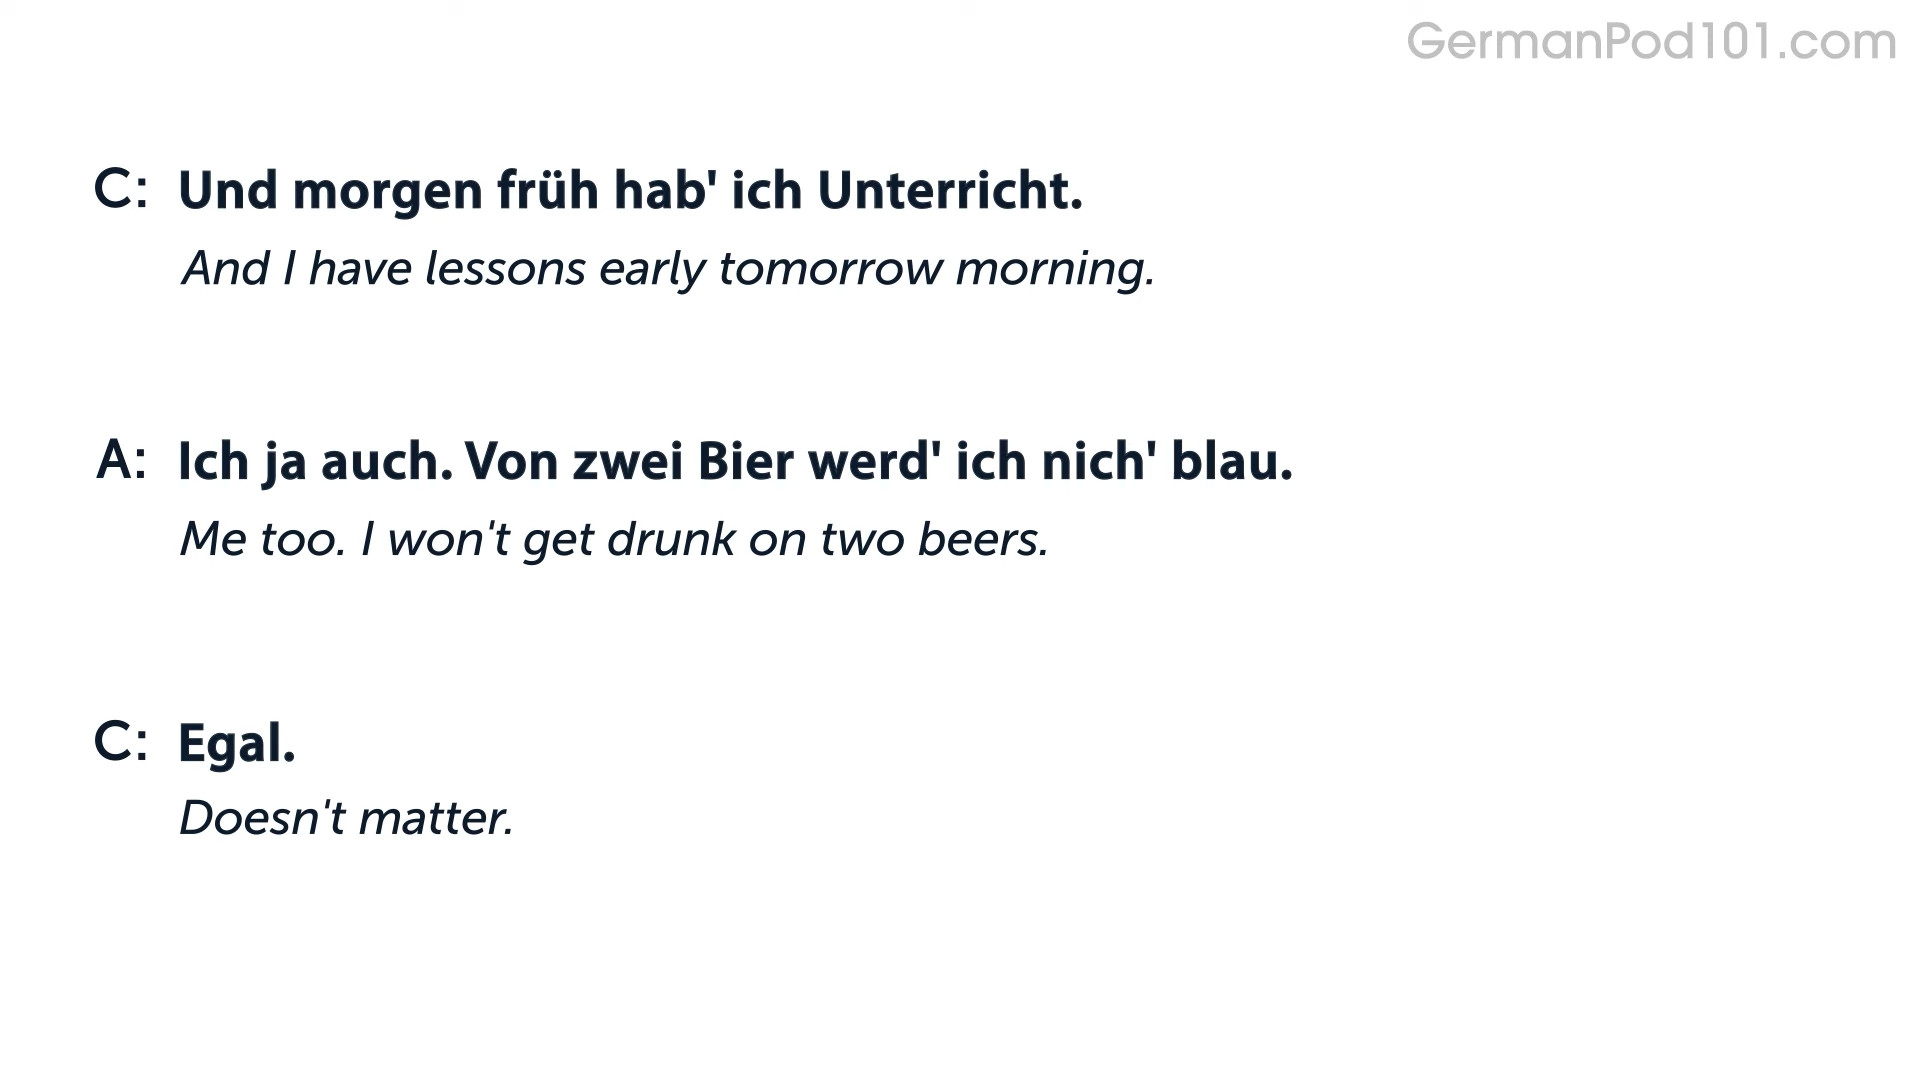 GermanPod101.com
C: Und morgen früh hab' ich Unterricht.
And I have lessons early tomorrow morning.
A: Ich ja auch. Von zwei Bier werd' ich nich' blau.
Me too. I won't get drunk on two beers.
C: Egal.
Doesn't matter.